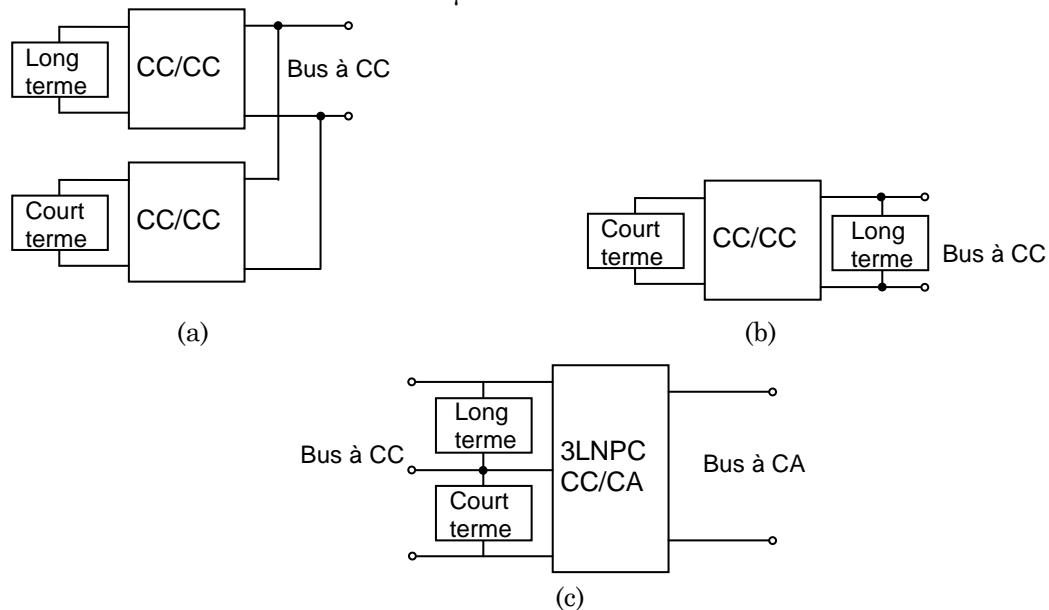 Long
terme
CC/CC
Bus à CC
Court
terme
CC/CC
(a)
Court
terme
CC/CC
Long
terme
Bus à CC
(b)
Long
terme
Bus à CC
Court
terme
3LNPC
CC/CA
Bus à CA
(c)